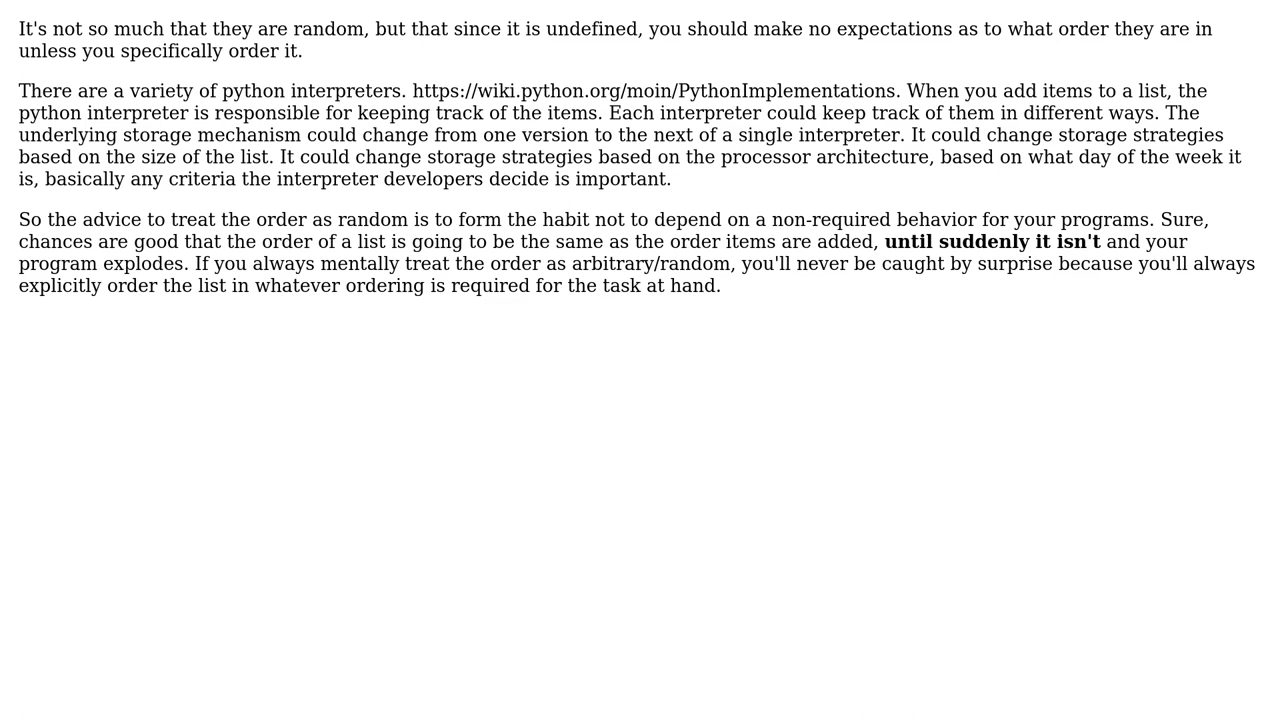 It's not so much that they are random, but that since it is undefined, you should make no expectations as to what order they are in
unless you specifically order it.
There are a variety of python interpreters. https://wiki.python.org/moin/PythonImplementations. When you add items to a list, the
python interpreter is responsible for keeping track of the items. Each interpreter could keep track of them in different ways. The
underlying storage mechanism could change from one version to the next of a single interpreter. It could change storage strategies
based on the size of the list. It could change storage strategies based on the processor architecture, based on what day of the week it
is, basically any criteria the interpreter developers decide is important.
So the advice to treat the order as random is to form the habit not to depend on a non-required behavior for your programs. Sure,
chances are good that the order of a list is going to be the same as the order items are added, until suddenly it isn't and your
program explodes. If you always mentally treat the order as arbitrary/random, you'll never be caught by surprise because you'll always
explicitly order the list in whatever ordering is required for the task at hand.